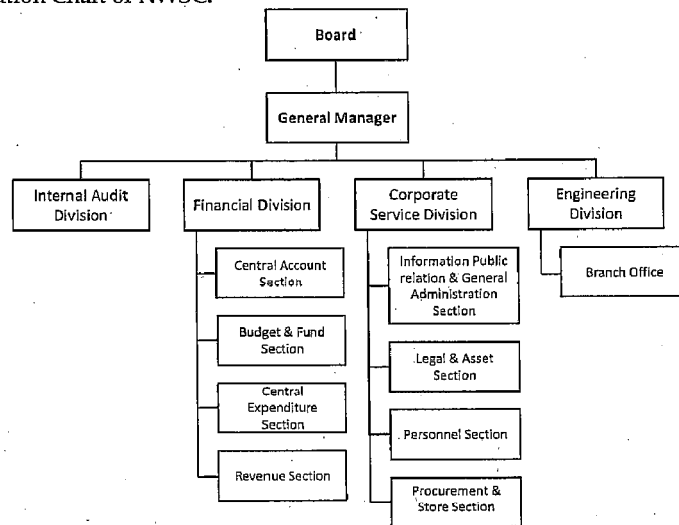 tion Chart of NWSC.
Board
General Manager
Internal Audit
Division
Financial Division
Corporate
Service Division
Engineering
Division
Central Account
Section
Budget & Fund
Section
Central
Expenditure
Section
Revenue Section
Information Public
relation & General
Administration
Section
Legal & Asset
Section
Personnel Section
Procurement &
Store Section
Branch Office